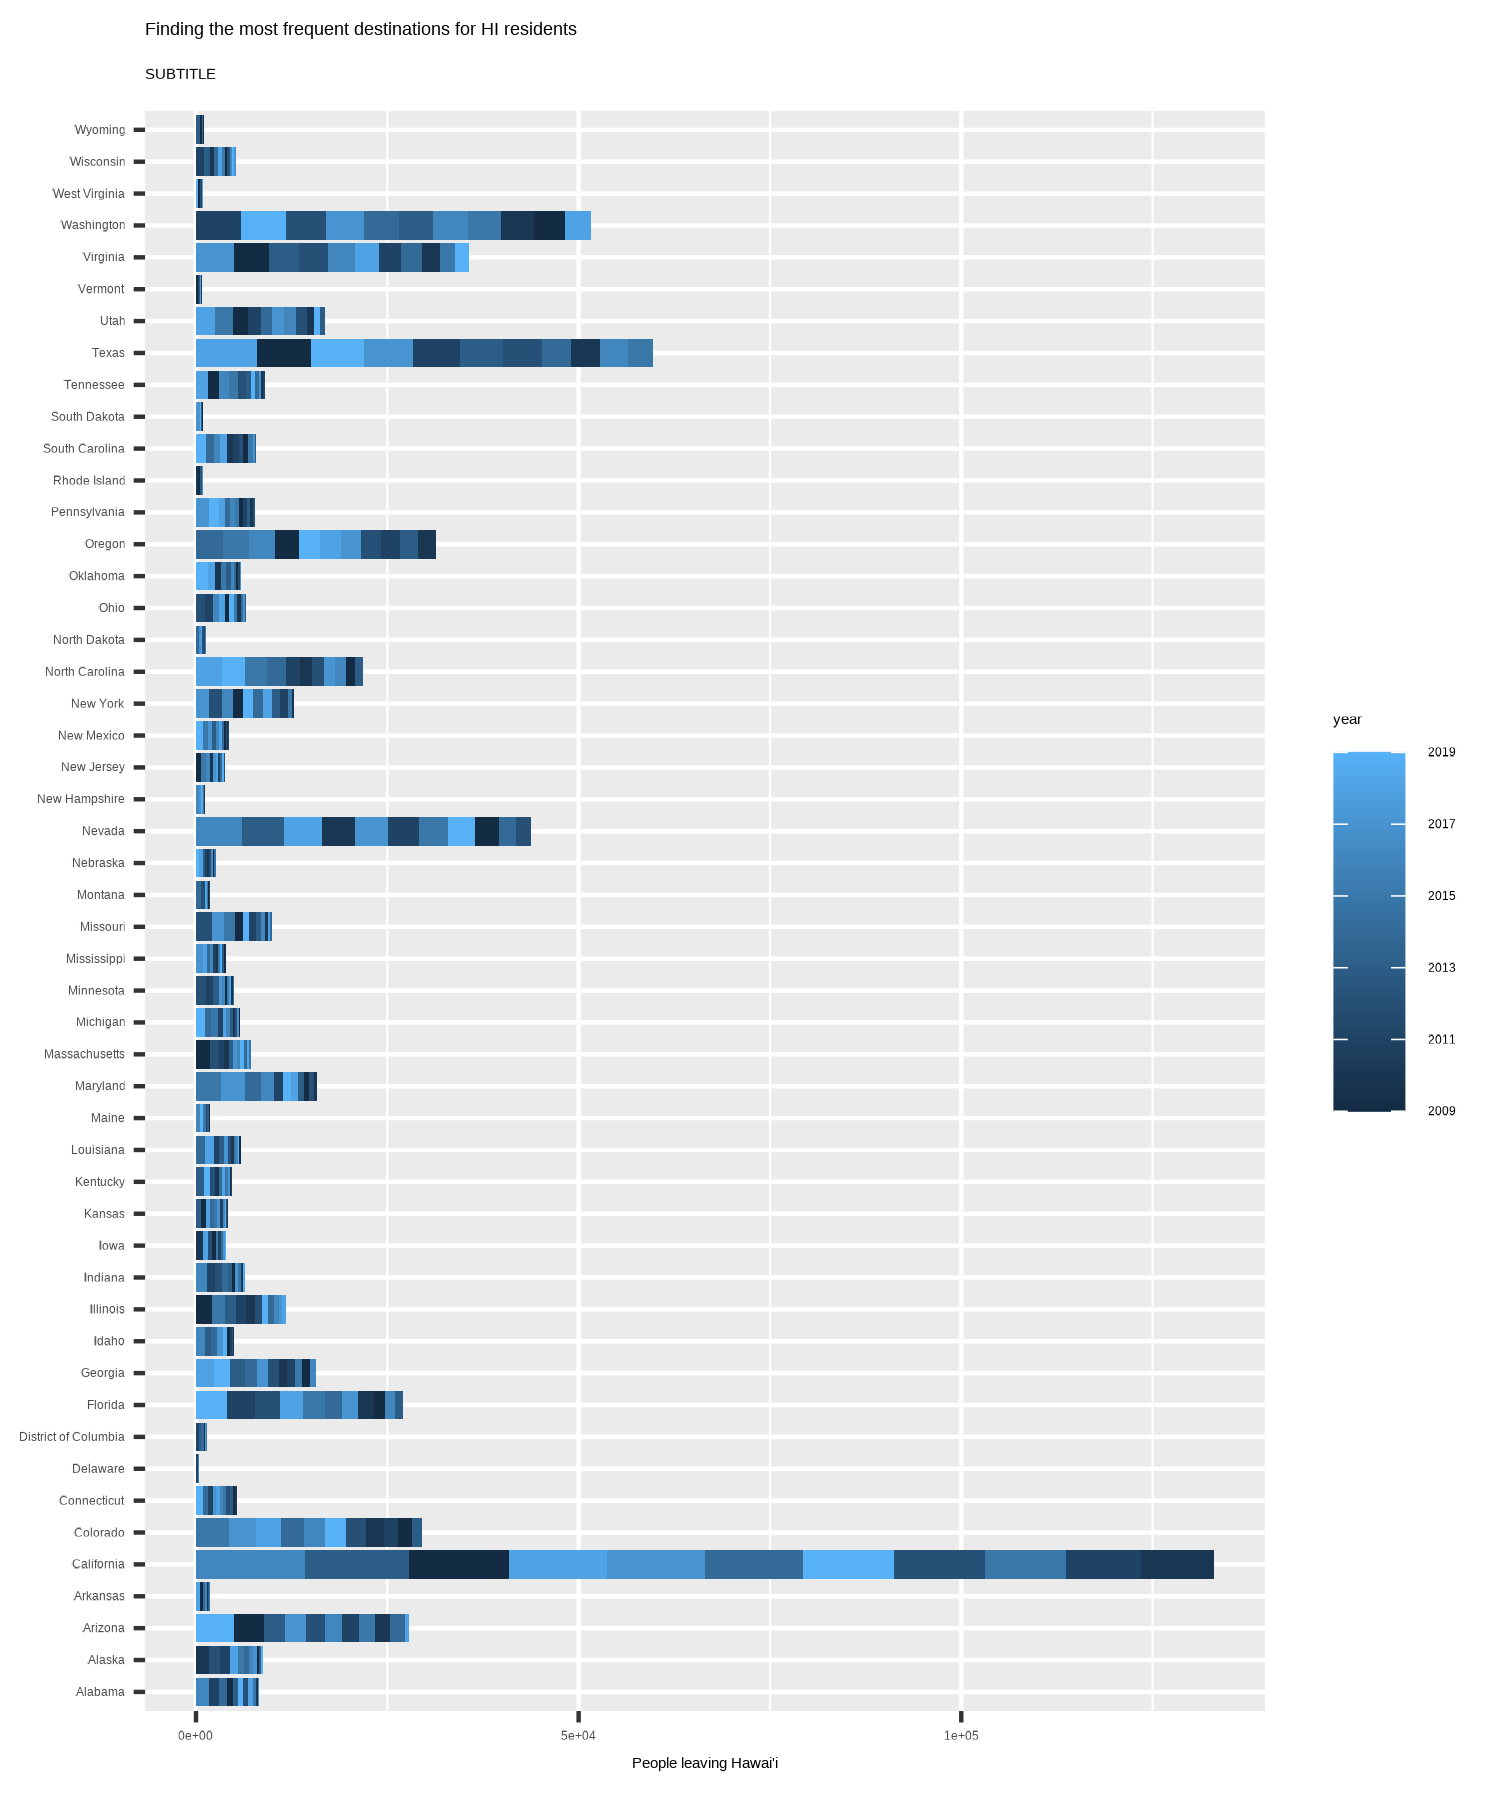 Finding the most frequent destinations for HI residents
SUBTITLE
Wyoming
Wisconsin
West Virginia
Washington
Virginia
Vermont
Utah
Texas
Tennessee
South Dakota
South Carolina
Rhode Island
Pennsylvania
Oregon
Oklahoma
Ohio
North Dakota
North Carolina
New York
New Mexico
New Jersey
New Hampshire
Nevada
Nebraska
Montana
Missouri
Mississippi
Minnesota
Michigan
Massachusetts
Maryland
Maine
Louisiana
Kentucky
Kansas
Iowa
Indiana
Illinois
Idaho
Georgia
Florida
District of Columbia
Delaware
Connecticut
Colorado
California
Arkansas
Arizona
Alaska
Alabama
0e+00 5e+04 1e+05
People leaving Hawai'i
year
2019
2017
2015
2013
2011
2009